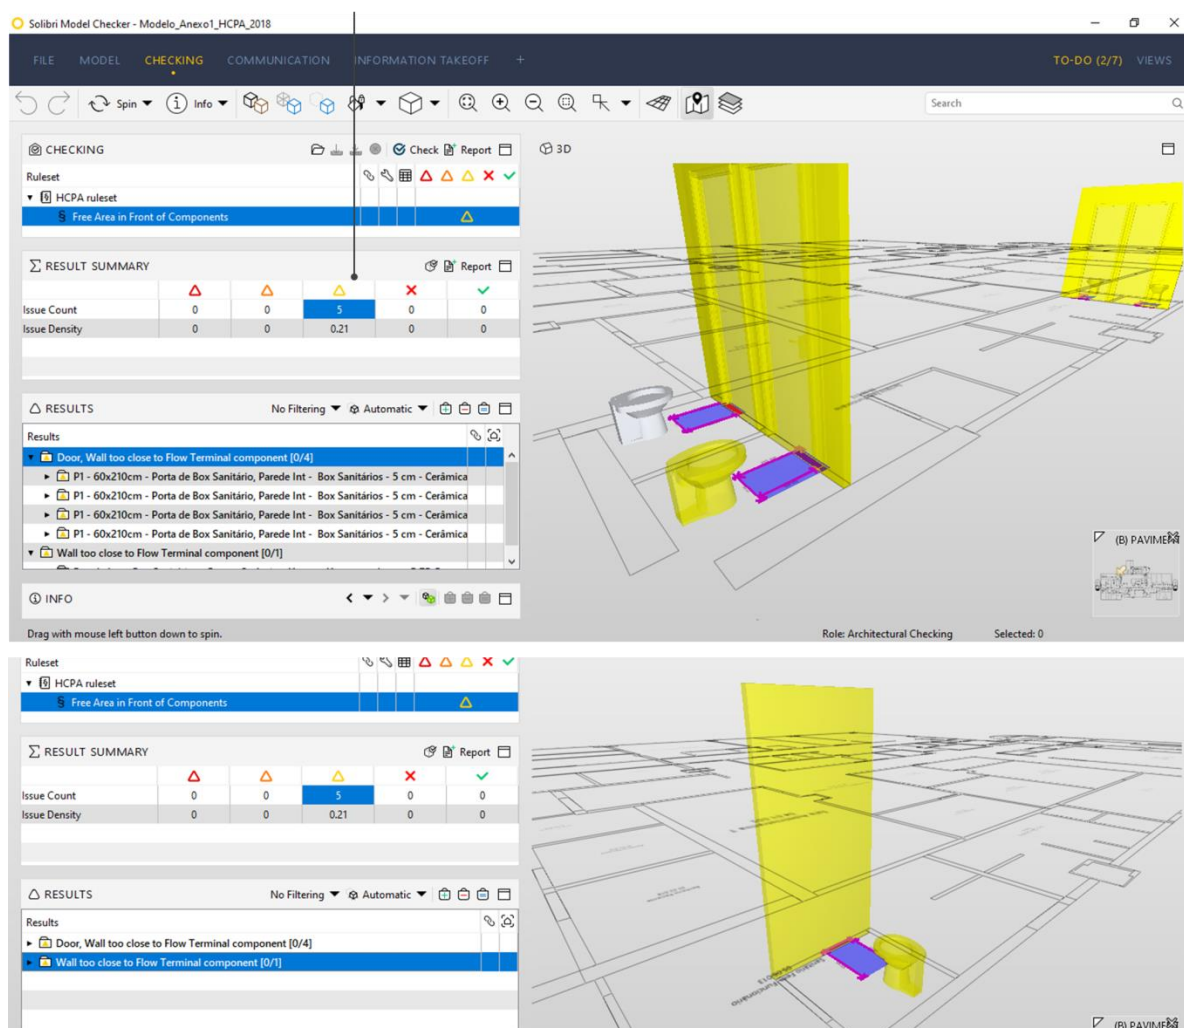 Solibri Model Checker - Modelo_Anexo1_HCPA_2018
FILE MODEL CHECKING COMMUNICATION INFORMATION TAKEOFF + TO-DO (2/7) VIEWS
Spin Info Search
CHECKING Check Report
3D
Ruleset
HCPA ruleset
§ Free Area in Front of Components
RESULT SUMMARY Report
Issue Count 0 0 5 0 0
Issue Density 0 0 0.21 0 0
RESULTS No Filtering Automatic
Results
Door, Wall too close to Flow Terminal component [0/4]
P1 - 60x210cm - Porta de Box Sanitário, Parede Int - Box Sanitários - 5 cm - Cerâmica
P1 - 60x210cm - Porta de Box Sanitário, Parede Int - Box Sanitários - 5 cm - Cerâmica
P1 - 60x210cm - Porta de Box Sanitário, Parede Int - Box Sanitários - 5 cm - Cerâmica
P1 - 60x210cm - Porta de Box Sanitário, Parede Int - Box Sanitários - 5 cm - Cerâmica
Wall too close to Flow Terminal component [0/1]
(B) PAVIMENT
INFO
Drag with mouse left button down to spin. Role: Architectural Checking Selected: 0
Ruleset
HCPA ruleset
§ Free Area in Front of Components
RESULT SUMMARY Report
Issue Count 0 0 5 0 0
Issue Density 0 0 0.21 0 0
RESULTS No Filtering Automatic
Results
Door, Wall too close to Flow Terminal component [0/4]
Wall too close to Flow Terminal component [0/1]
(B) PAVIMENT